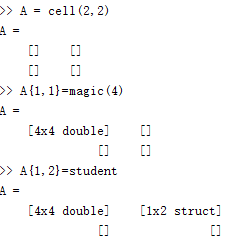 >> A = cell(2,2)
A =
[] []
[] []
>> A{1,1}=magic(4)
A =
[4x4 double] []
[] []
>> A{1,2}=student
A =
[4x4 double] [1x2 struct]
[] []